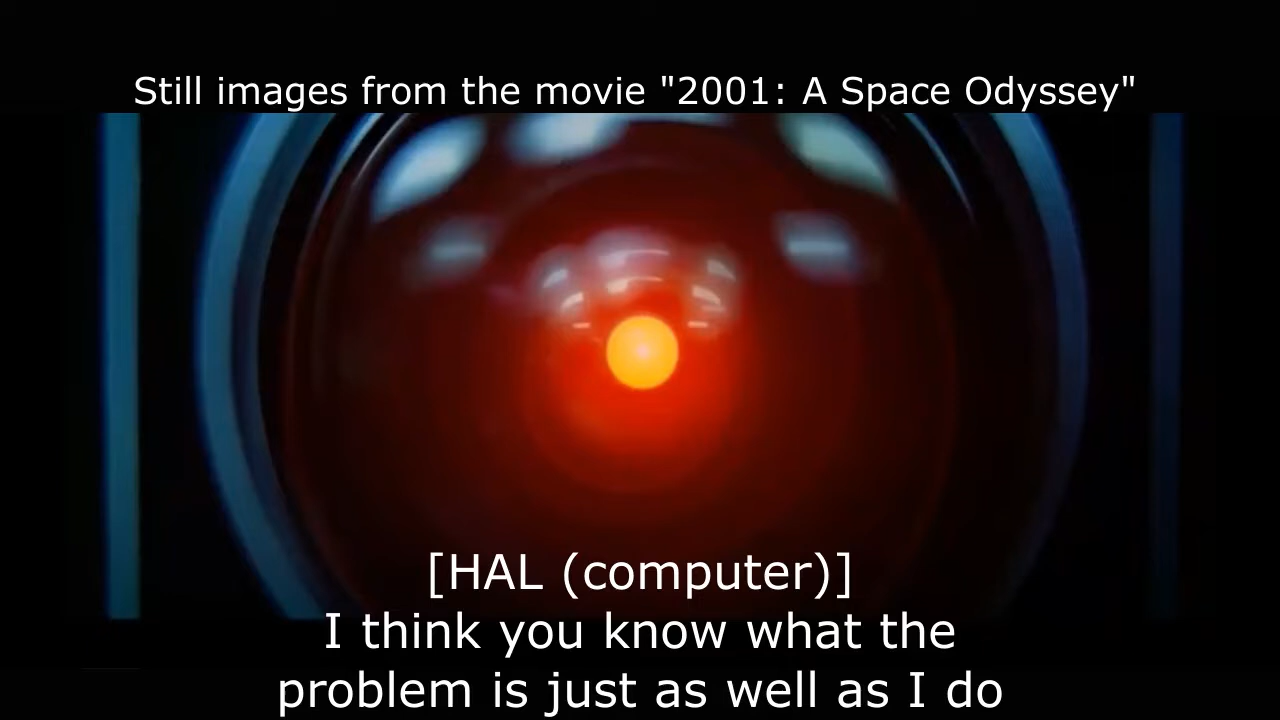 Still images from the movie "2001: A Space Odyssey"
[HAL (computer)]
I think you know what the
problem is just as well as I do